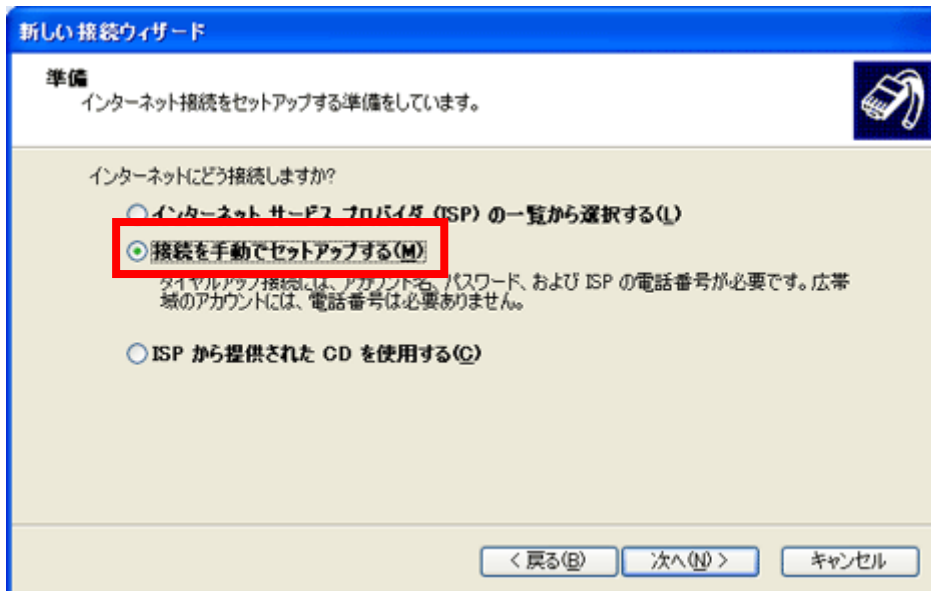 新しい接続ウィザード
準備
インターネット接続をセットアップする準備をしています。
インターネットにどう接続しますか?
インターネット サービス プロバイダ (ISP) の一覧から選択する(L)
接続を手動でセットアップする(M)
ダイヤルアップ接続には、アカウント名、パスワード、および ISP の電話番号が必要です。広帯
域のアカウントには、電話番号は必要ありません。
ISP から提供された CD を使用する(C)
< 戻る(B)
次へ(N) >
キャンセル